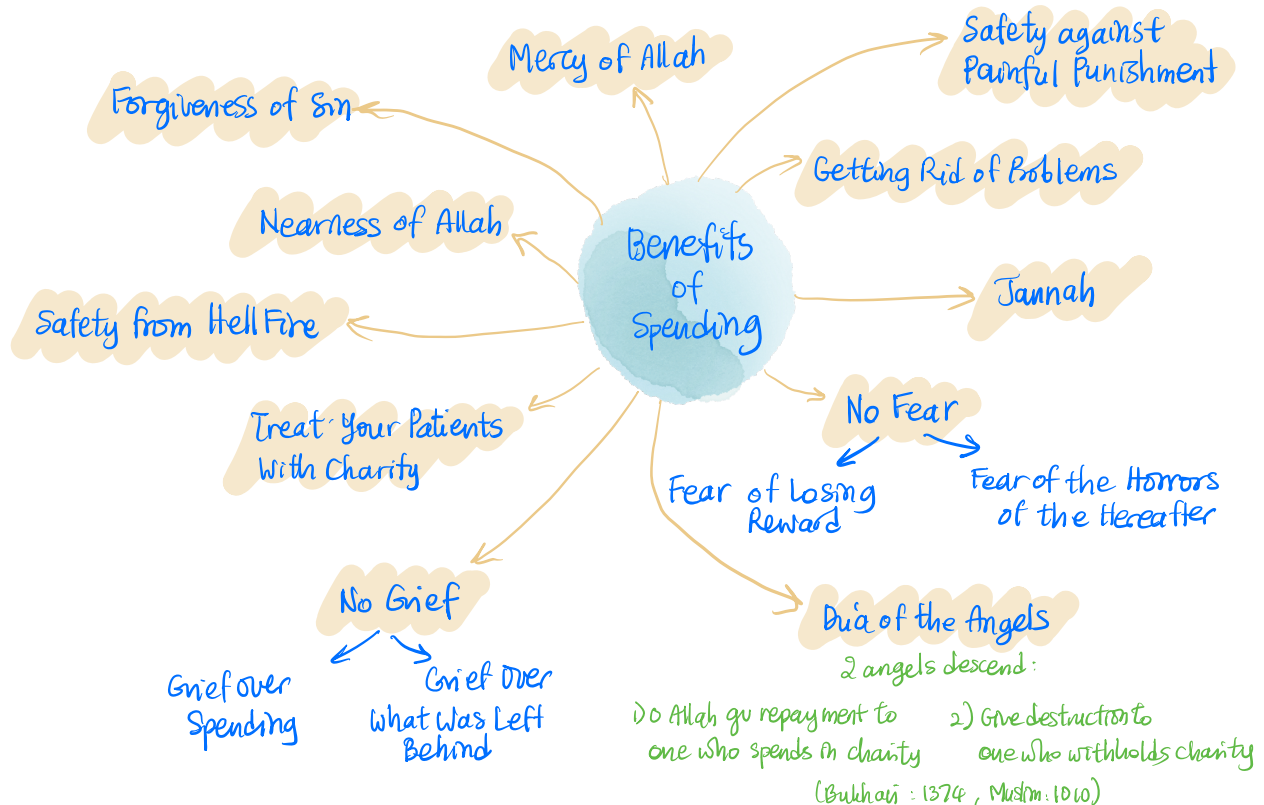 Benefits
of
Spending
Mercy of Allah
Safety against
Painful Punishment
Getting Rid of Problems
Jannah
No Fear
Fear of Losing
Reward
Fear of the Horrors
of the Hereafter
Du'a of the Angels
2 angels descend:
1) O Allah giv repayment to
one who spends in charity
2) Give destruction to
one who withholds charity
(Bukhari : 1374 , Muslim: 1010)
No Grief
Grief over
Spending
Grief over
What Was Left
Behind
Treat Your Patients
With Charity
Safety from HellFire
Nearness of Allah
Forgiveness of Sin